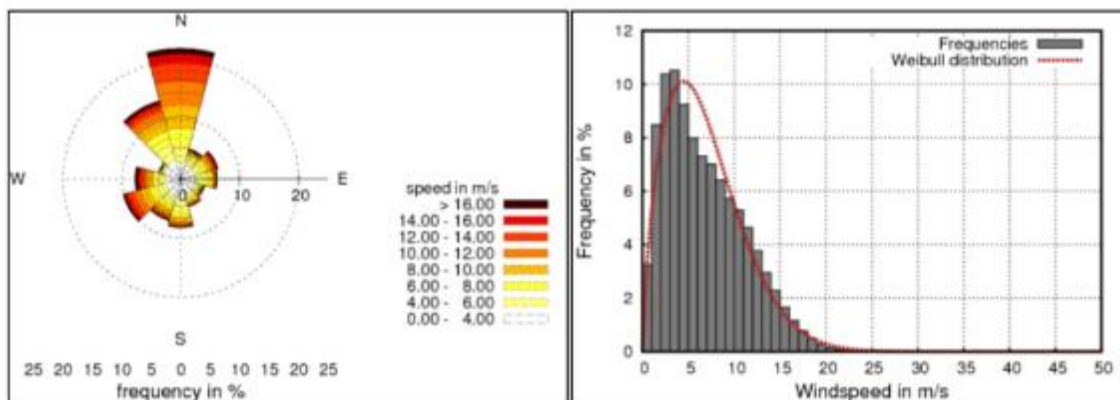 N
W
E
0
10
20
S
25 20 15 10 5 0 5 10 15 20 25
frequency in %
speed in m/s
> 16.00
14.00 - 16.00
12.00 - 14.00
10.00 - 12.00
8.00 - 10.00
6.00 - 8.00
4.00 - 6.00
0.00 - 4.00
Frequencies
Weibull distribution
12
10
8
6
4
2
0
Frequency in %
0 5 10 15 20 25 30 35 40 45 50
Windspeed in m/s